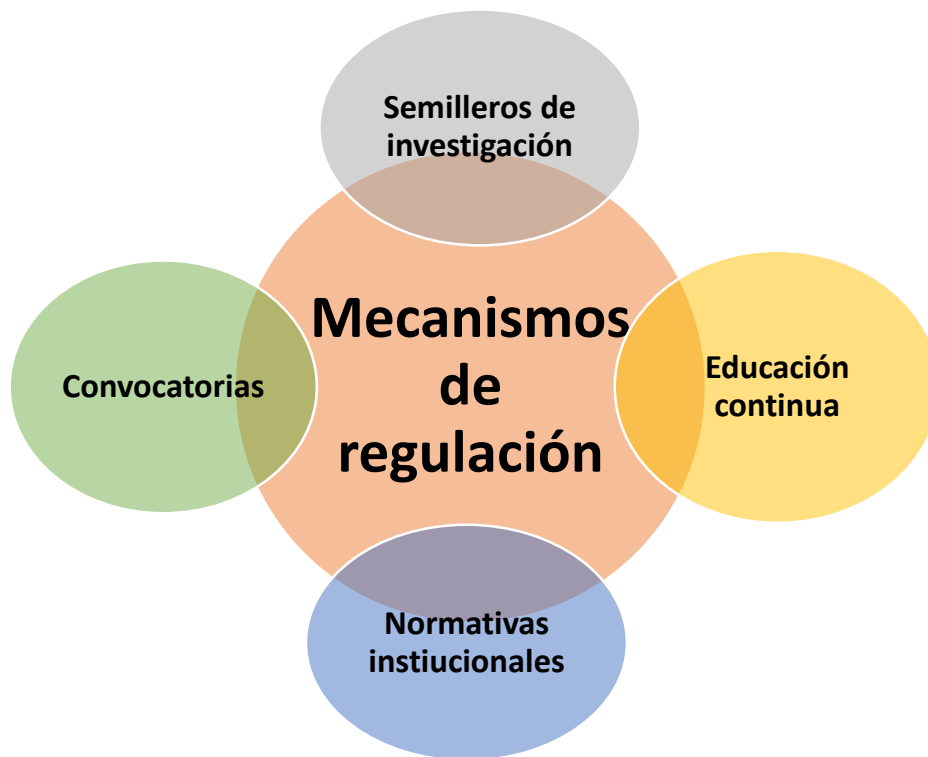 Semilleros de
investigación
Mecanismos
de
regulación
Convocatorias
Educación
continua
Normativas
instiucionales